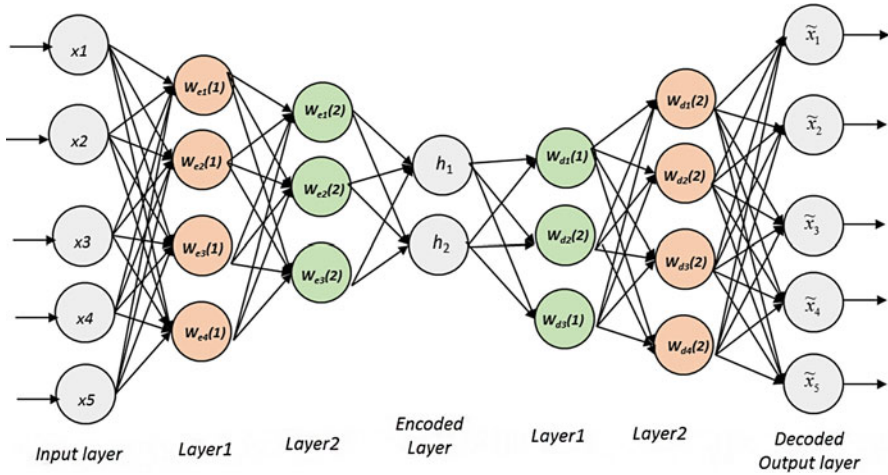 x1
x2
x3
x4
x5
We1(1)
We2(1)
We3(1)
We4(1)
We1(2)
We2(2)
We3(2)
h1
h2
Wd1(1)
Wd2(2)
Wd3(1)
Wd1(2)
Wd2(2)
Wd3(2)
Wd4(2)
x̃1
x̃2
x̃3
x̃4
x̃5
Input layer
Layer1
Layer2
Encoded
Layer
Layer1
Layer2
Decoded
Output layer